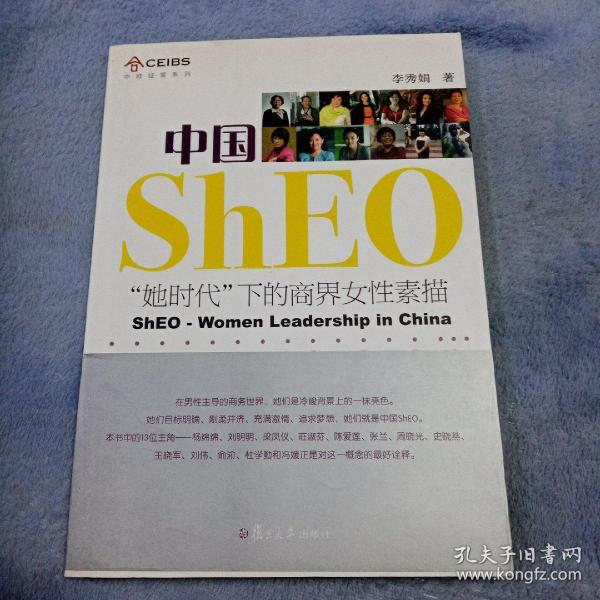 CEIBS
中欧经管系列
李秀娟 著
中国
ShEO
“她时代”下的商界女性素描
ShEO - Women Leadership in China
在男性主导的商务世界，她们是冷峻背景上的一抹亮色。
她们目标明确、刚柔并济、充满激情、追求梦想，她们就是中国ShEO。
本书中的13位主角——杨绵绵、刘明明、梁凤仪、莊淑芬、陈爱莲、张兰、周晓光、史晓燕、
王晓军、刘伟、俞渝、杜学勤和冯媛正是对这一概念的最好诠释。
復旦大學出版社
孔夫子旧书网
www.kongfz.com